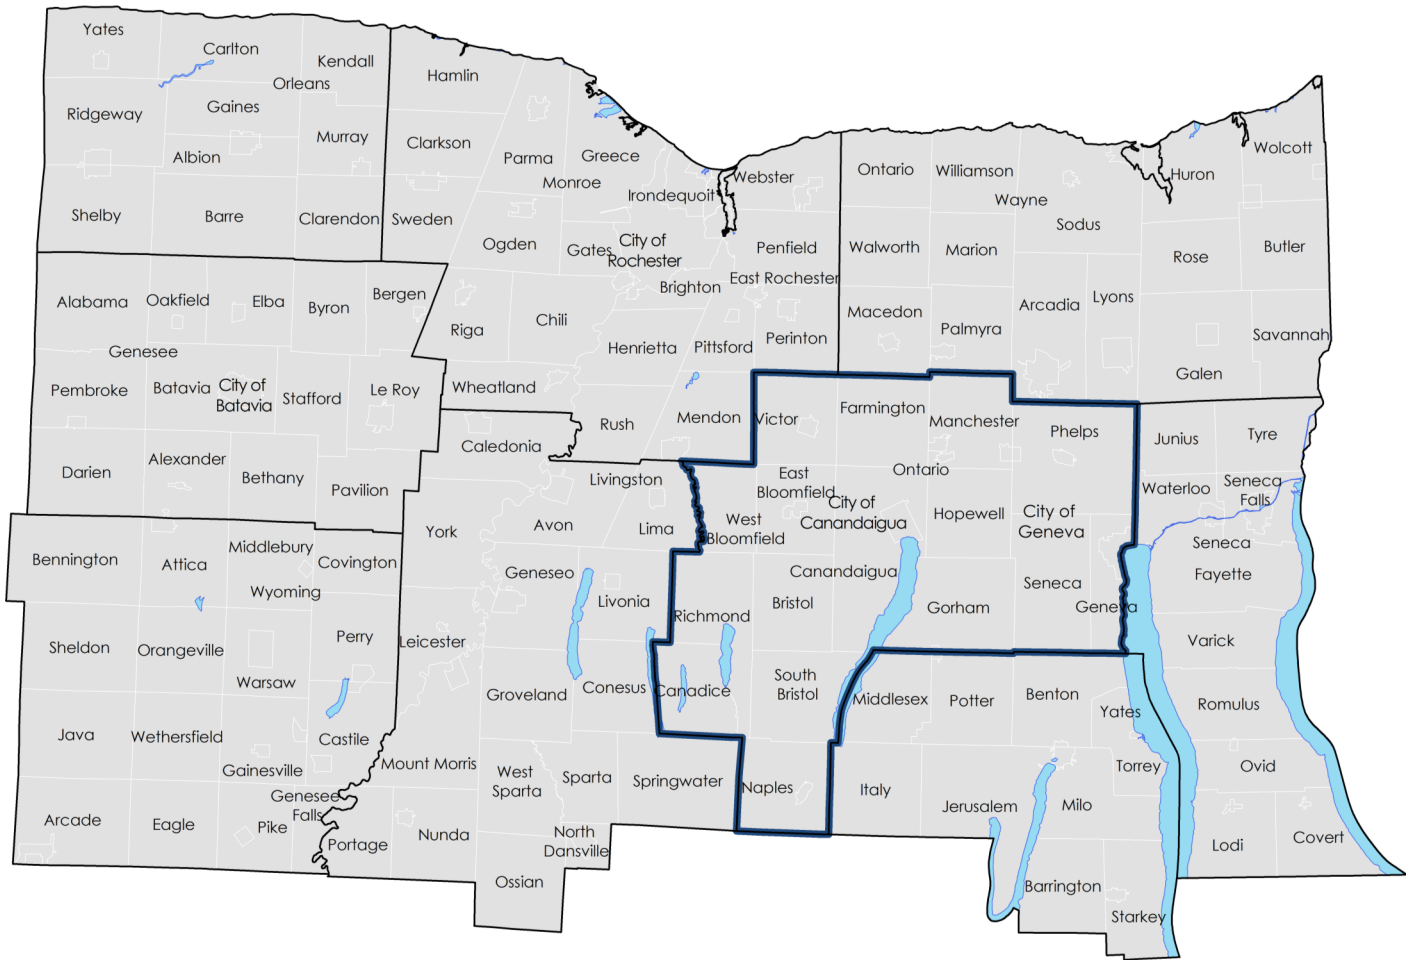 Yates
Carlton
Kendall
Orleans
Hamlin
Ridgeway
Gaines
Murray
Clarkson
Albion
Parma
Greece
Monroe
Irondequoit
Webster
Ontario
Williamson
Wayne
Huron
Wolcott
Shelby
Barre
Clarendon
Sweden
Ogden
Gates
City of
Rochester
Penfield
East Rochester
Brighton
Walworth
Marion
Sodus
Rose
Butler
Alabama
Oakfield
Elba
Byron
Bergen
Riga
Chili
Henrietta
Pittsford
Perinton
Macedon
Palmyra
Arcadia
Lyons
Savannah
Galen
Genesee
Pembroke
Batavia
City of
Batavia
Stafford
Le Roy
Wheatland
Rush
Mendon
Victor
Farmington
Manchester
Phelps
Junius
Tyre
Darien
Alexander
Bethany
Pavilion
Caledonia
Livingston
Avon
Lima
York
East
Bloomfield
West
Bloomfield
City of
Canandaigua
Ontario
Hopewell
City of
Geneva
Waterloo
Seneca
Falls
Seneca
Fayette
Bennington
Attica
Middlebury
Wyoming
Covington
Geneseo
Livonia
Richmond
Bristol
Canandaigua
Gorham
Seneca
Geneva
Varick
Sheldon
Orangeville
Warsaw
Perry
Leicester
Groveland
Conesus
Canadice
South
Bristol
Middlesex
Potter
Benton
Yates
Romulus
Java
Wethersfield
Gainesville
Castile
Mount Morris
West
Sparta
Sparta
Springwater
Naples
Italy
Jerusalem
Milo
Torrey
Ovid
Arcade
Eagle
Pike
Genesee
Falls
Portage
Nunda
North
Dansville
Ossian
Barrington
Starkey
Lodi
Covert